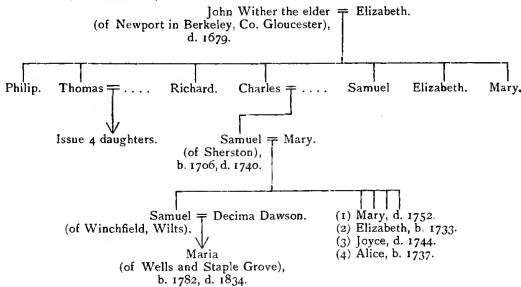 John Wither the elder = Elizabeth.
(of Newport in Berkeley, Co. Gloucester),
d. 1679.
Philip. Thomas = . . . . Richard. Charles = . . . . Samuel Elizabeth. Mary.
Issue 4 daughters. Samuel = Mary.
(of Sherston),
b. 1706, d. 1740.
Samuel = Decima Dawson. (1) Mary, d. 1752.
(of Winchfield, Wilts). (2) Elizabeth, b. 1733.
(3) Joyce, d. 1744.
Maria (4) Alice, b. 1737.
(of Wells and Staple Grove),
b. 1782, d. 1834.